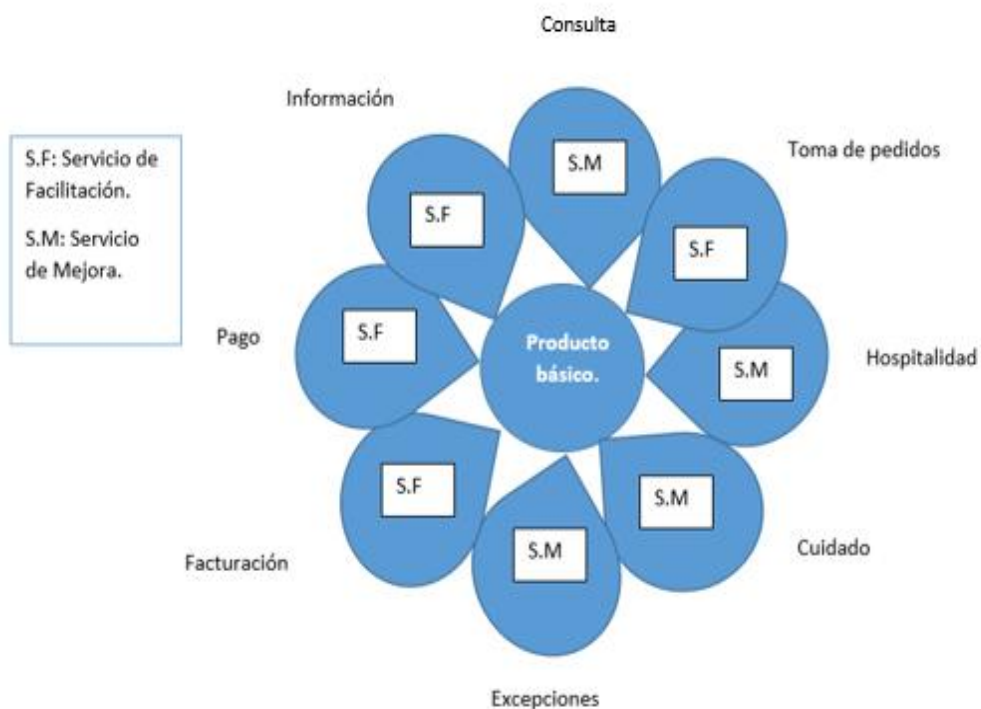 Consulta
Información
S.F: Servicio de
Facilitación.
S.M: Servicio
de Mejora.
S.M
Toma de pedidos
S.F
S.F
Pago
S.F
Producto
básico.
S.M
Hospitalidad
S.F
S.M
Facturación
S.M
Cuidado
Excepciones